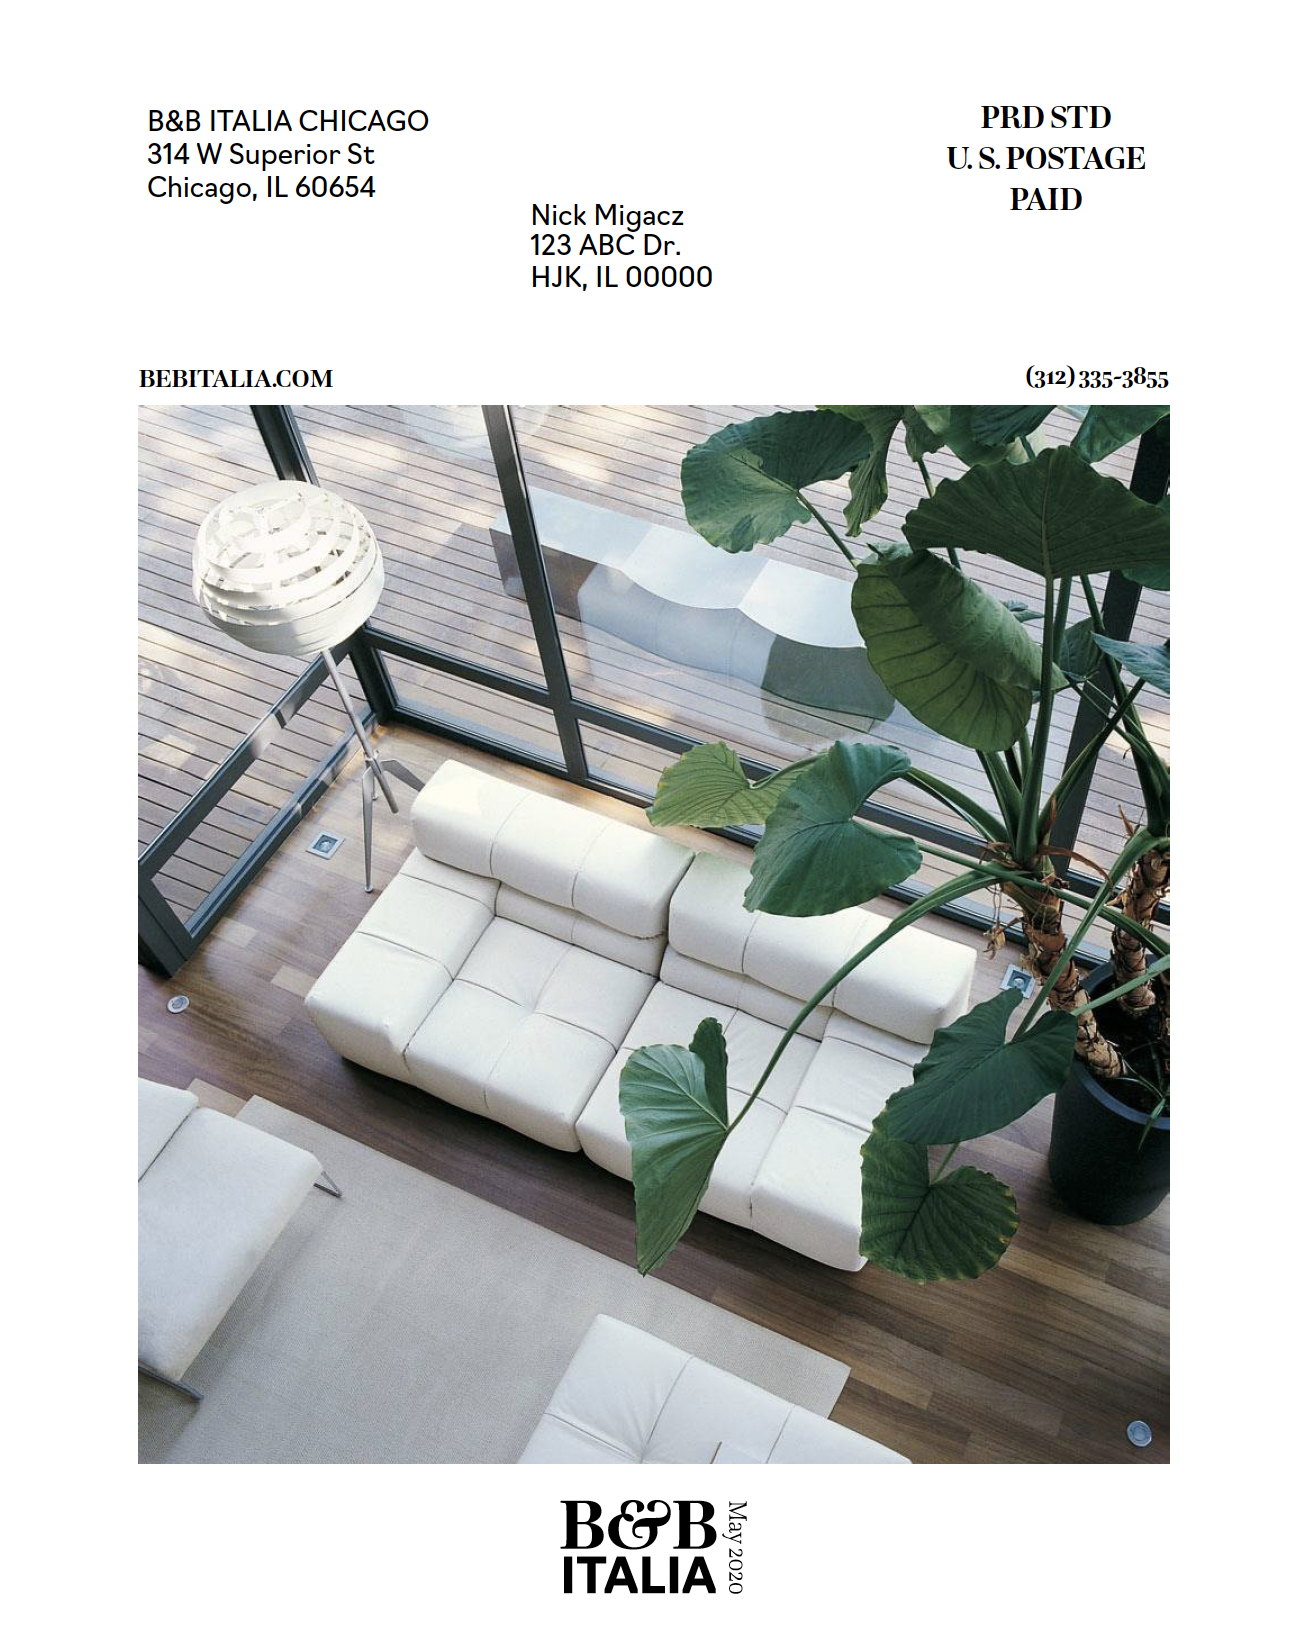 B&B ITALIA CHICAGO
314 W Superior St
Chicago, IL 60654
PRD STD
U. S. POSTAGE
PAID
Nick Migacz
123 ABC Dr.
HJK, IL 00000
BEBITALIA.COM
(312) 335-3855
B&B
ITALIA
May 2020